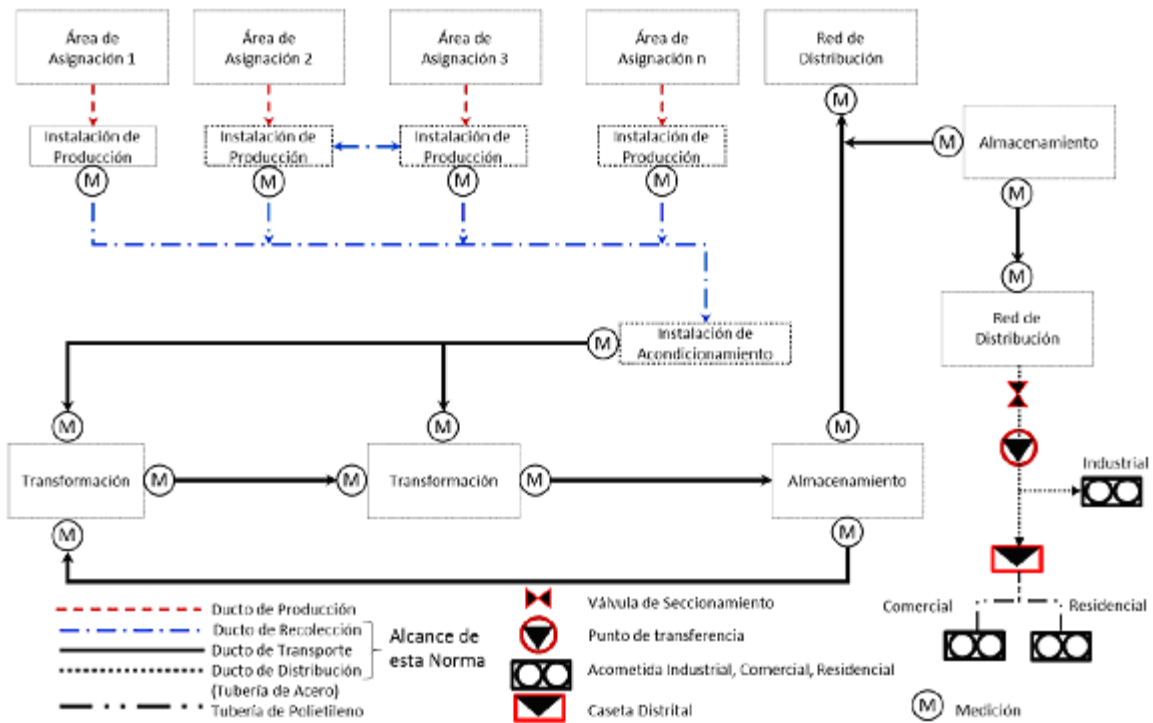 Área de
Asignación 1
Área de
Asignación 2
Área de
Asignación 3
Área de
Asignación n
Red de
Distribución
M
Instalación de
Producción
Instalación de
Producción
Instalación de
Producción
Instalación de
Producción
M
Almacenamiento
M
M
M
M
M
M
Red de
Distribución
Instalación de
Acondicionamiento
M
M
M
M
Transformación
M
M
Transformación
M
Almacenamiento
Industrial
M
M
Ducto de Producción
Ducto de Recolección
Ducto de Transporte
Ducto de Distribución
(Tubería de Acero)
Tubería de Polietileno
Alcance de
esta Norma
Válvula de Seccionamiento
Punto de transferencia
Acometida Industrial, Comercial, Residencial
Caseta Distrital
Comercial
Residencial
M
Medición